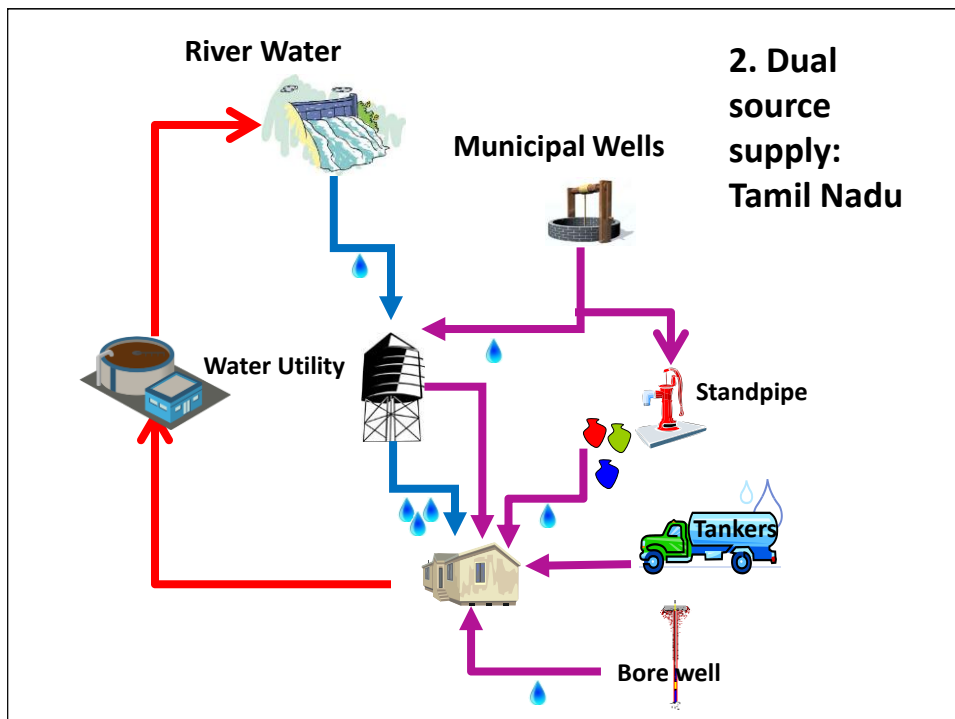 River Water
2. Dual
source
supply:
Tamil Nadu
Municipal Wells
Water Utility
Standpipe
Tankers
Bore well